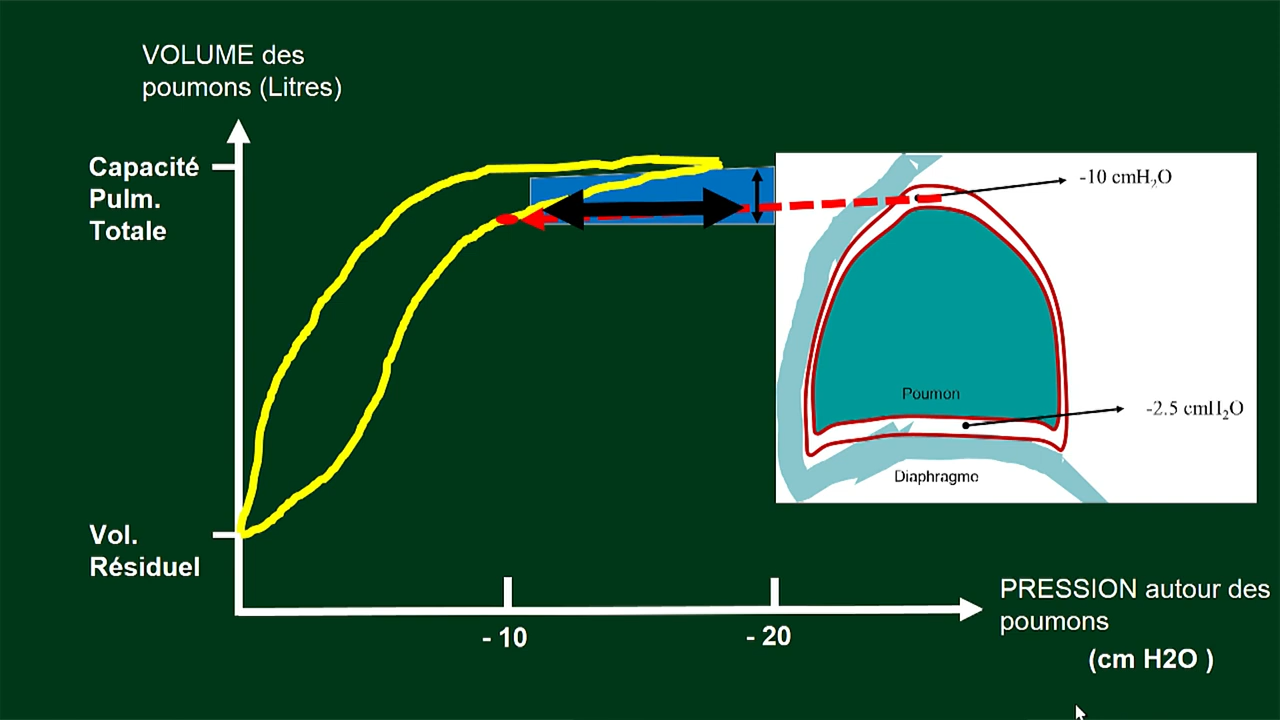 VOLUME des
poumons (Litres)
Capacité
Pulm.
Totale
-10 cmH2O
Poumon
-2.5 cmH2O
Diaphragme
Vol.
Résiduel
PRESSION autour des
poumons
- 10
- 20
(cm H2O )